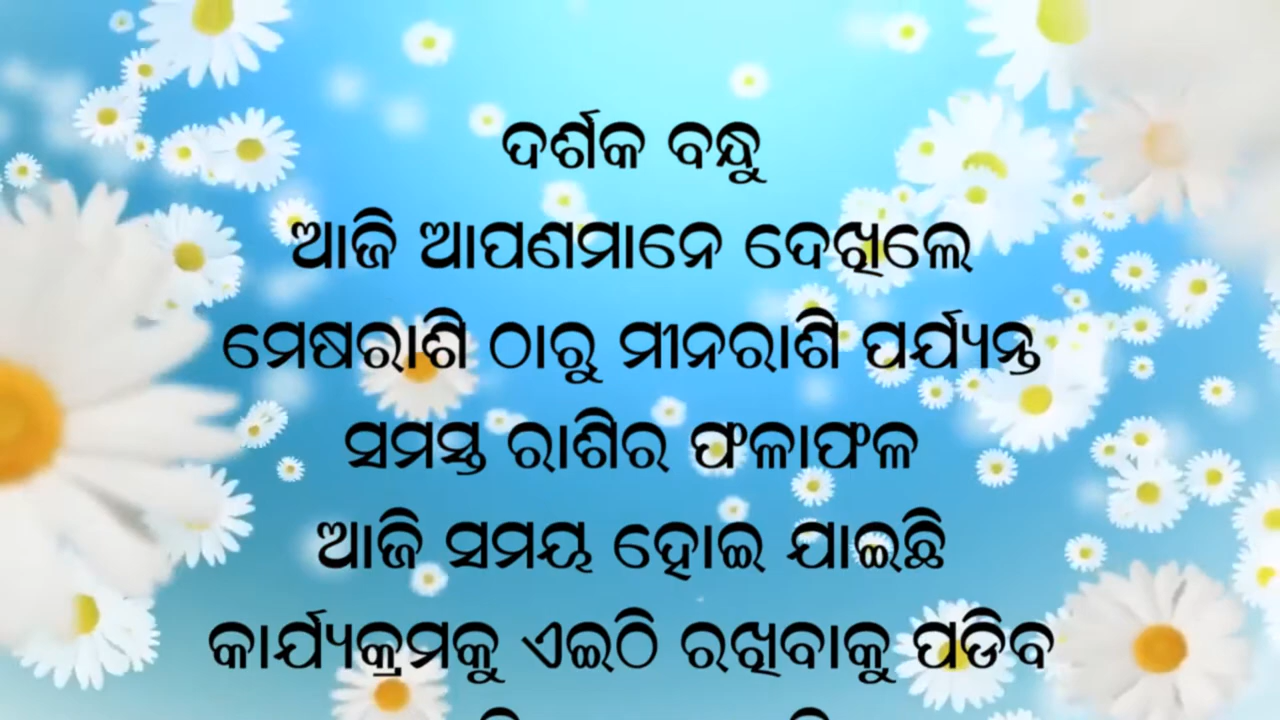 ଦର୍ଶକ ବନ୍ଧୁ
ଆଜି ଆପଣମାନେ ଦେଖିଲେ
ମେଷରାଶି ଠାରୁ ମୀନରାଶି ପର୍ଯ୍ୟନ୍ତ
ସମସ୍ତ ରାଶିର ଫଳାଫଳ
ଆଜି ସମୟ ହୋଇ ଯାଇଛି
କାର୍ଯ୍ୟକ୍ରମକୁ ଏଇଠି ରଖିବାକୁ ପଡିବ